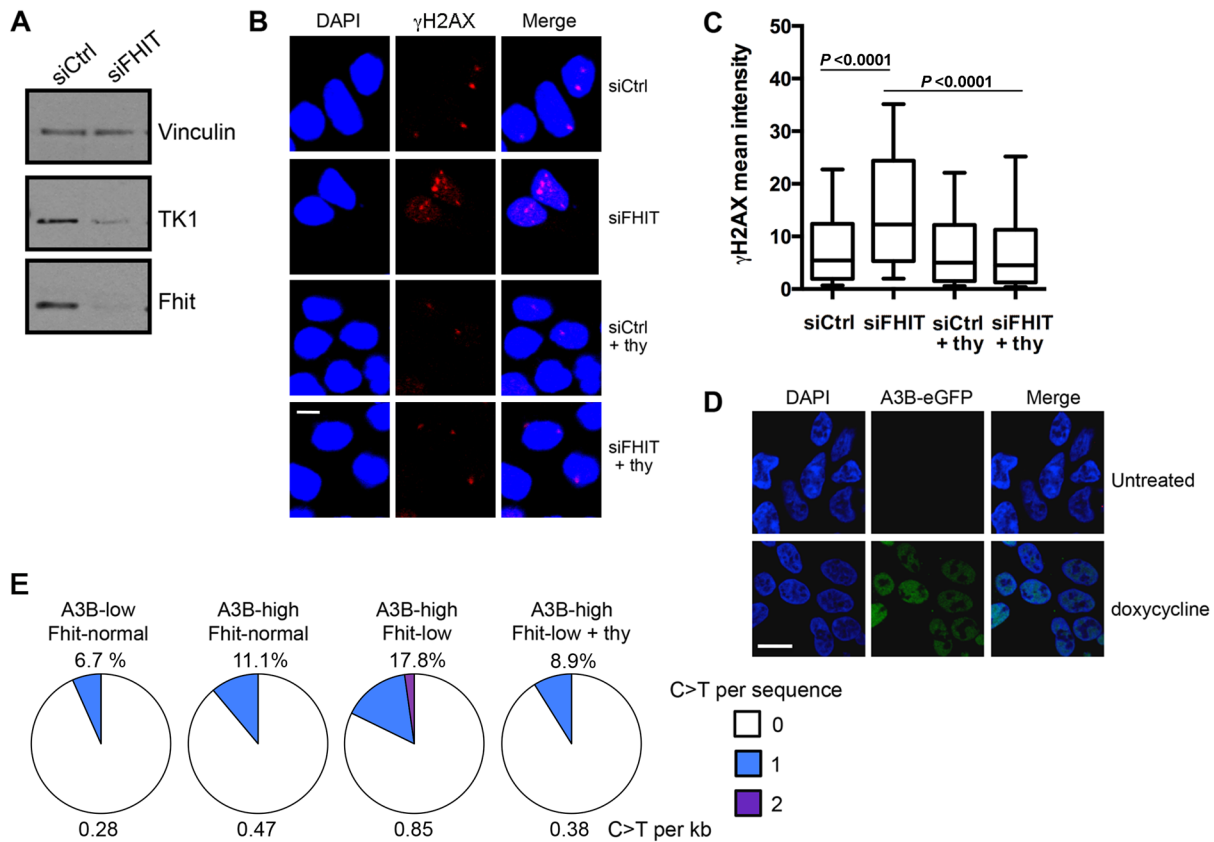 A
siCtrl
siFHIT
Vinculin
TK1
Fhit
B
DAPI
γH2AX
Merge
siCtrl
siFHIT
siCtrl
+ thy
siFHIT
+ thy
C
γH2AX mean intensity
50
40
30
20
10
0
P <0.0001
P <0.0001
siCtrl
siFHIT
siCtrl
+ thy
siFHIT
+ thy
D
DAPI
A3B-eGFP
Merge
Untreated
doxycycline
E
A3B-low
Fhit-normal
6.7 %
0.28
A3B-high
Fhit-normal
11.1%
0.47
A3B-high
Fhit-low
17.8%
0.85
A3B-high
Fhit-low + thy
8.9%
0.38
C>T per kb
C>T per sequence
0
1
2